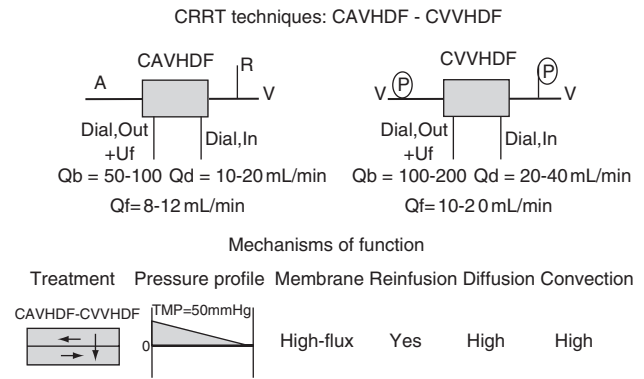 CRRT techniques: CAVHDF - CVVHDF
CAVHDF
CVVHDF
A R V
V P P V
Dial,Out +Uf Dial,In
Dial,Out +Uf Dial,In
Qb = 50-100 Qd = 10-20 mL/min
Qb = 100-200 Qd = 20-40 mL/min
Qf= 8-12 mL/min
Qf= 10-2 0 mL/min
Mechanisms of function
Treatment Pressure profile Membrane Reinfusion Diffusion Convection
CAVHDF-CVVHDF
TMP=50mmHg
0
High-flux Yes High High